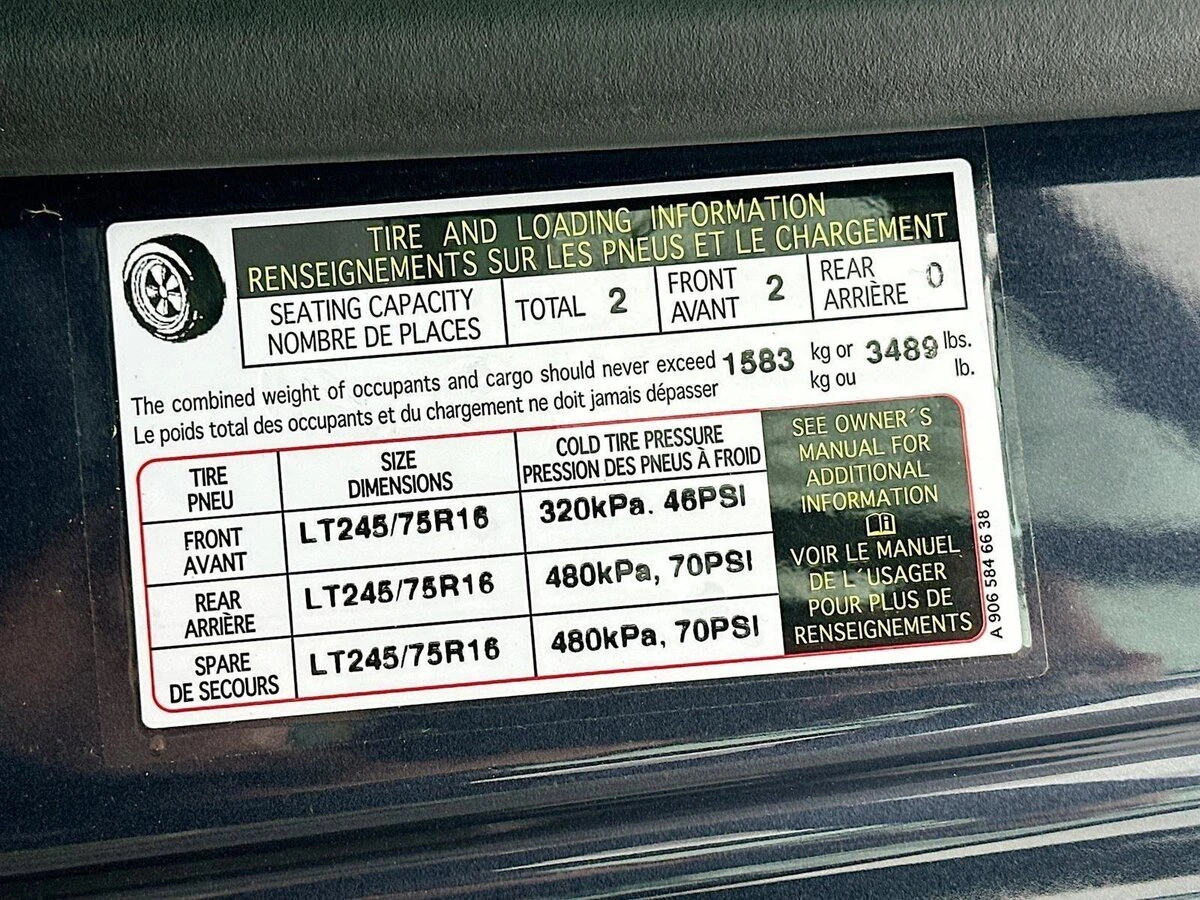 TIRE AND LOADING INFORMATION
RENSEIGNEMENTS SUR LES PNEUS ET LE CHARGEMENT
SEATING CAPACITY
NOMBRE DE PLACES
TOTAL 2
FRONT
AVANT
2
REAR
ARRIÈRE
0
The combined weight of occupants and cargo should never exceed 1583 kg or 3489 lbs.
Le poids total des occupants et du chargement ne doit jamais dépasser kg ou lb.
TIRE
PNEU
SIZE
DIMENSIONS
COLD TIRE PRESSURE
PRESSION DES PNEUS À FROID
FRONT
AVANT
LT245/75R16
320kPa. 46PSI
REAR
ARRIÈRE
LT245/75R16
480kPa, 70PSI
SPARE
DE SECOURS
LT245/75R16
480kPa, 70PSI
SEE OWNER´S
MANUAL FOR
ADDITIONAL
INFORMATION
VOIR LE MANUEL
DE L´USAGER
POUR PLUS DE
RENSEIGNEMENTS
A 906 584 66 38